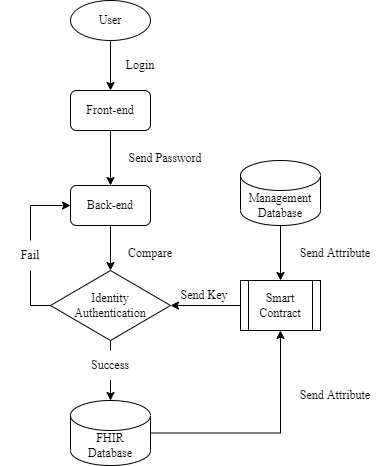 User
Login
Front-end
Send Password
Back-end
Management
Database
Fail
Compare
Send Attribute
Identity
Authentication
Send Key
Smart
Contract
Success
Send Attribute
FHIR
Database